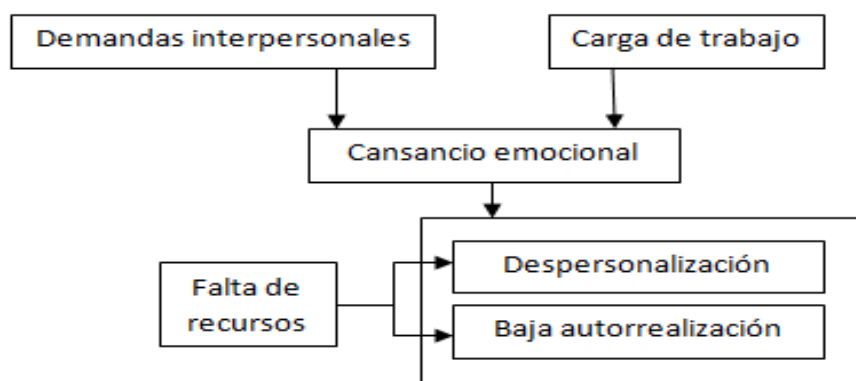 Demandas interpersonales
Carga de trabajo
Cansancio emocional
Despersonalización
Falta de
recursos
Baja autorrealización